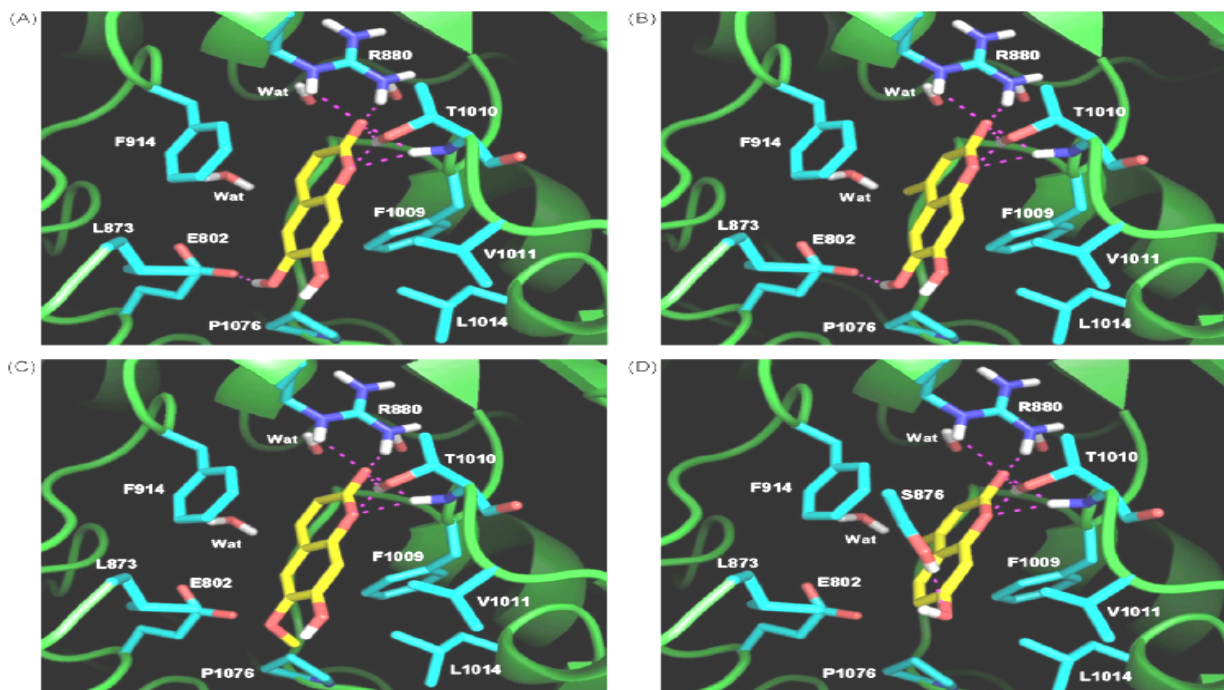 (A)
R880
Wat
T1010
F914
Wat
F1009
L873
E802
V1011
P1076
L1014
(B)
R880
Wat
T1010
F914
Wat
F1009
L873
E802
V1011
P1076
L1014
(C)
R880
Wat
T1010
F914
Wat
F1009
L873
E802
V1011
L1014
P1076
(D)
R880
Wat
T1010
S876
F914
Wat
F1009
L873
E802
V1011
L1014
P1076